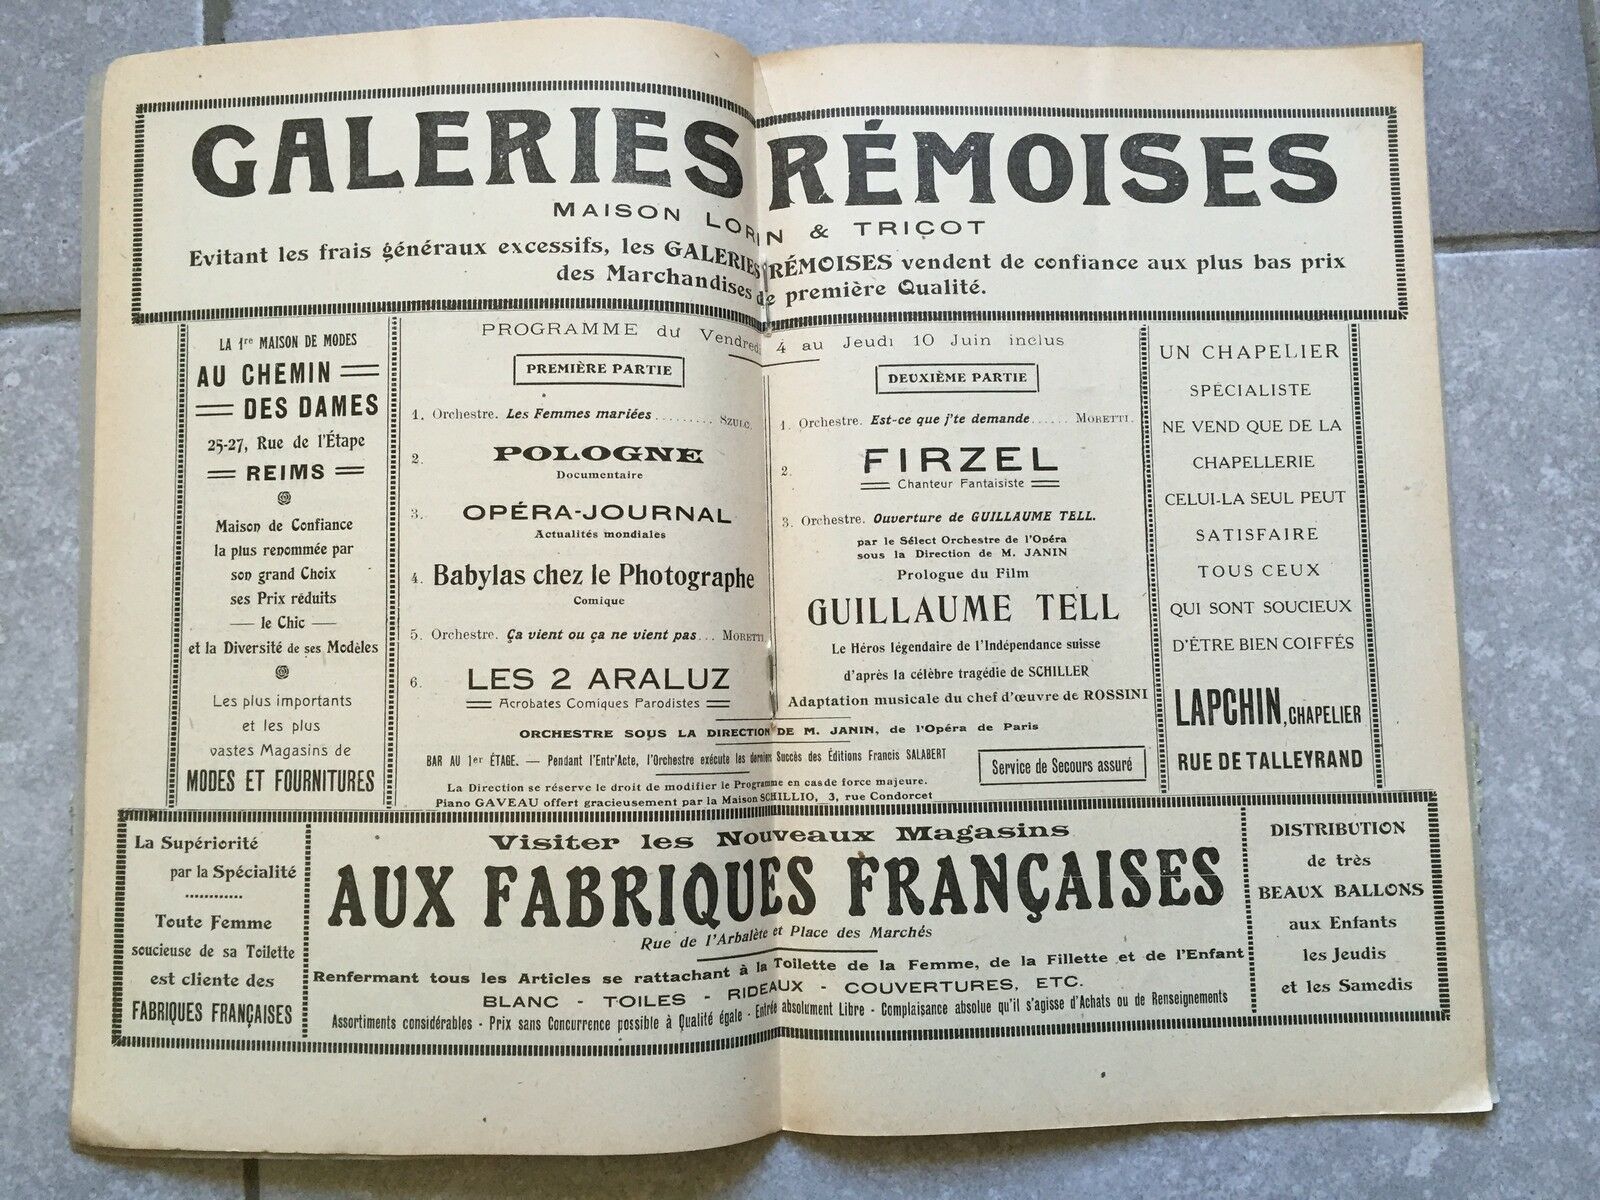 GALERIES RÉMOISES
MAISON LORIN & TRIÇOT
Evitant les frais généraux excessifs, les GALERIES RÉMOISES vendent de confiance aux plus bas prix
des Marchandises de première Qualité.
LA 1re MAISON DE MODES
AU CHEMIN
DES DAMES
25-27, Rue de l'Étape
REIMS
Maison de Confiance
la plus renommée par
son grand Choix
ses Prix réduits
— le Chic —
et la Diversité de ses Modèles
Les plus importants
et les plus
vastes Magasins de
MODES ET FOURNITURES
PROGRAMME du Vendredi 4 au Jeudi 10 Juin inclus
PREMIÈRE PARTIE
1. Orchestre. Les Femmes mariées ........ SZULC.
2. POLOGNE
Documentaire
3. OPÉRA-JOURNAL
Actualités mondiales
4. Babylas chez le Photographe
Comique
5. Orchestre. Ça vient ou ça ne vient pas... MORETTI
6. LES 2 ARALUZ
Acrobates Comiques Parodistes
DEUXIÈME PARTIE
1. Orchestre. Est-ce que j'te demande...... MORETTI.
2. FIRZEL
Chanteur Fantaisiste
3. Orchestre. Ouverture de GUILLAUME TELL.
par le Sélect Orchestre de l'Opéra
sous la Direction de M. JANIN
Prologue du Film
GUILLAUME TELL
Le Héros légendaire de l'Indépendance suisse
d'après la célèbre tragédie de SCHILLER
Adaptation musicale du chef d'œuvre de ROSSINI
ORCHESTRE SOUS LA DIRECTION DE M. JANIN, de l'Opéra de Paris
BAR AU 1er ÉTAGE. — Pendant l'Entr'Acte, l'Orchestre exécute les derniers Succès des Éditions Francis SALABERT
Service de Secours assuré
La Direction se réserve le droit de modifier le Programme en cas de force majeure.
Piano GAVEAU offert gracieusement par la Maison SCHILLIO, 3, rue Condorcet
UN CHAPELIER
SPÉCIALISTE
NE VEND QUE DE LA
CHAPELLERIE
CELUI-LA SEUL PEUT
SATISFAIRE
TOUS CEUX
QUI SONT SOUCIEUX
D'ÊTRE BIEN COIFFÉS
LAPCHIN, CHAPELIER
RUE DE TALLEYRAND
La Supériorité
par la Spécialité
Toute Femme
soucieuse de sa Toilette
est cliente des
FABRIQUES FRANÇAISES
Visiter les Nouveaux Magasins
AUX FABRIQUES FRANÇAISES
Rue de l'Arbalète et Place des Marchés
Renfermant tous les Articles se rattachant à la Toilette de la Femme, de la Fillette et de l'Enfant
BLANC - TOILES - RIDEAUX - COUVERTURES, ETC.
Assortiments considérables - Prix sans Concurrence possible à Qualité égale - Entrée absolument Libre - Complaisance absolue qu'il s'agisse d'Achats ou de Renseignements
DISTRIBUTION
de très
BEAUX BALLONS
aux Enfants
les Jeudis
et les Samedis